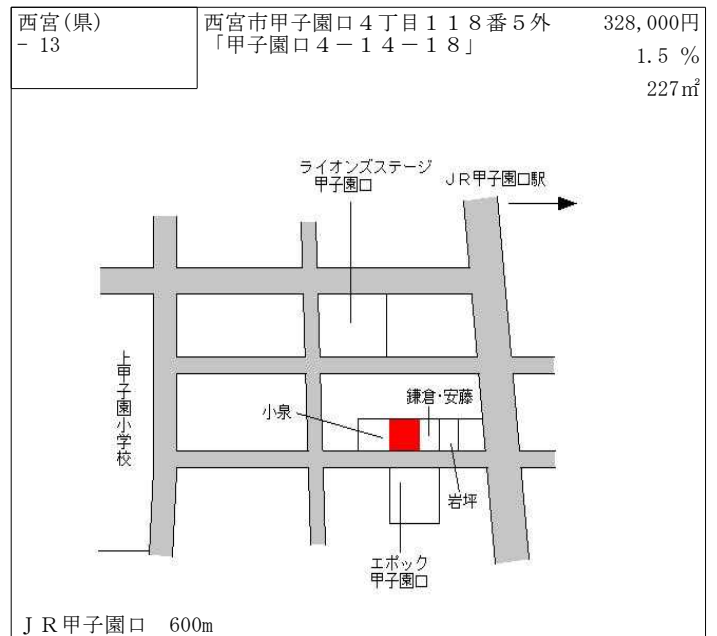 西宮(県)
- 13
西宮市甲子園口４丁目１１８番５外
「甲子園口４－１４－１８」
328,000円
1.5 %
227㎡
ライオンズステージ
甲子園口
ＪＲ甲子園口駅
上甲子園小学校
小泉
鎌倉・安藤
岩坪
エポック
甲子園口
ＪＲ甲子園口　600m